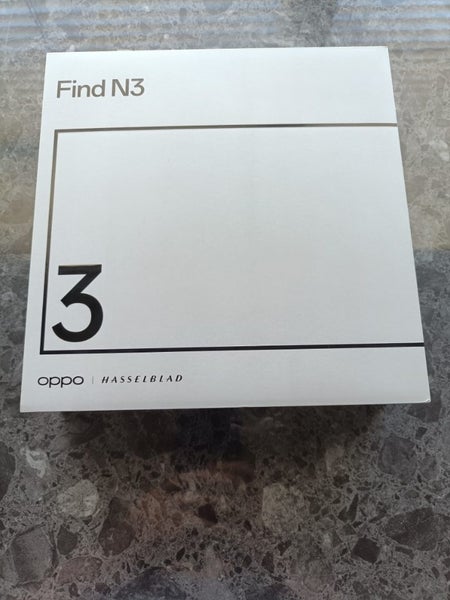 Find N3
3
oppo | HASSELBLAD